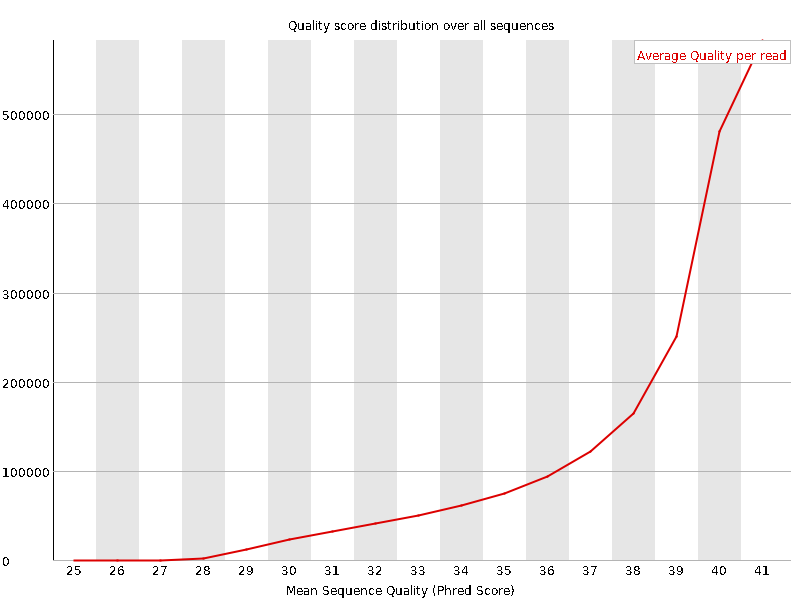 Quality score distribution over all sequences
Average Quality per read
500000
400000
300000
200000
100000
0
25 26 27 28 29 30 31 32 33 34 35 36 37 38 39 40 41
Mean Sequence Quality (Phred Score)